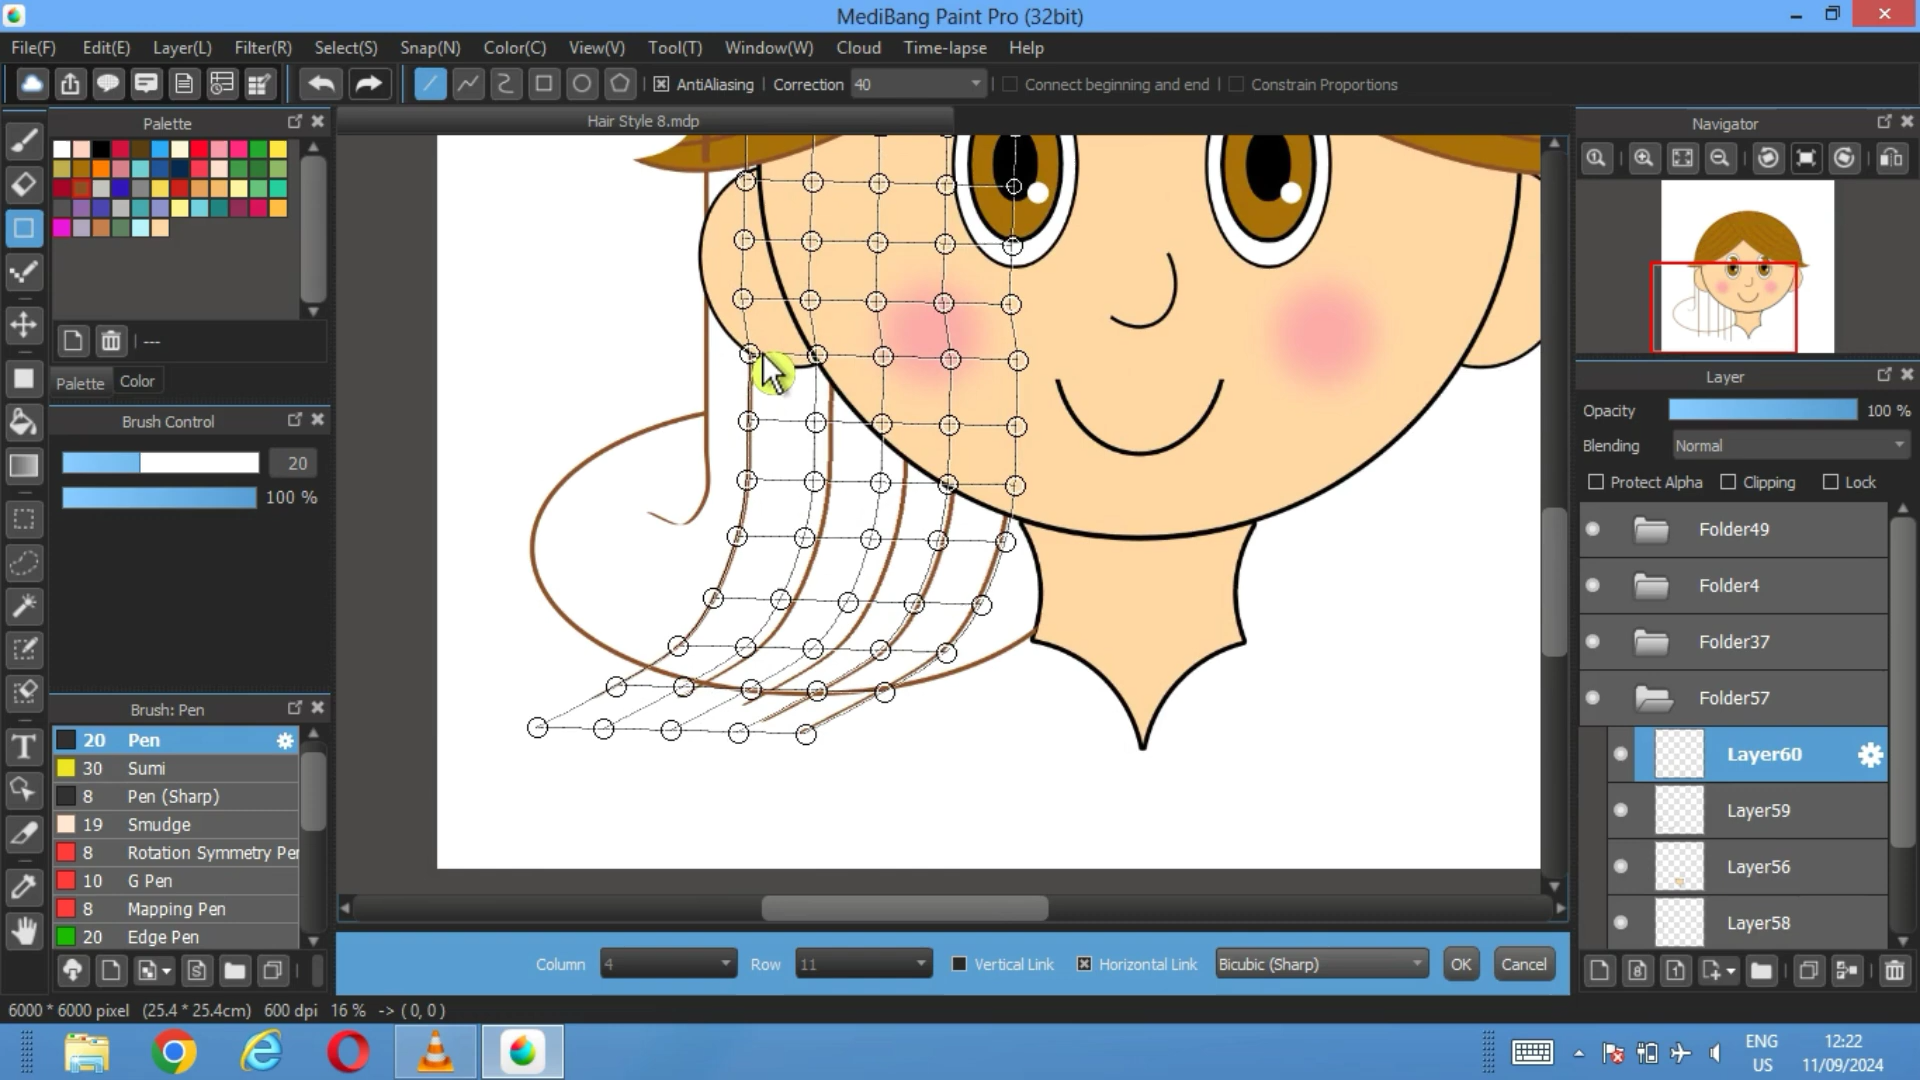 MediBang Paint Pro (32bit)
File(F) Edit(E) Layer(L) Filter(R) Select(S) Snap(N) Color(C) View(V) Tool(T) Window(W) Cloud Time-lapse Help
AntiAliasing Correction 40 Connect beginning and end Constrain Proportions
Palette
Hair Style 8.mdp
Navigator
---
Palette Color
Brush Control
20
100 %
Brush: Pen
20 Pen
30 Sumi
8 Pen (Sharp)
19 Smudge
8 Rotation Symmetry Per
10 G Pen
8 Mapping Pen
20 Edge Pen
Layer
Opacity 100 %
Blending Normal
Protect Alpha Clipping Lock
Folder49
Folder4
Folder37
Folder57
Layer60
Layer59
Layer56
Layer58
Column 4 Row 11 Vertical Link Horizontal Link Bicubic (Sharp) OK Cancel
6000 * 6000 pixel (25.4 * 25.4cm) 600 dpi 16 % -> ( 0, 0 )
ENG
US
12:22
11/09/2024